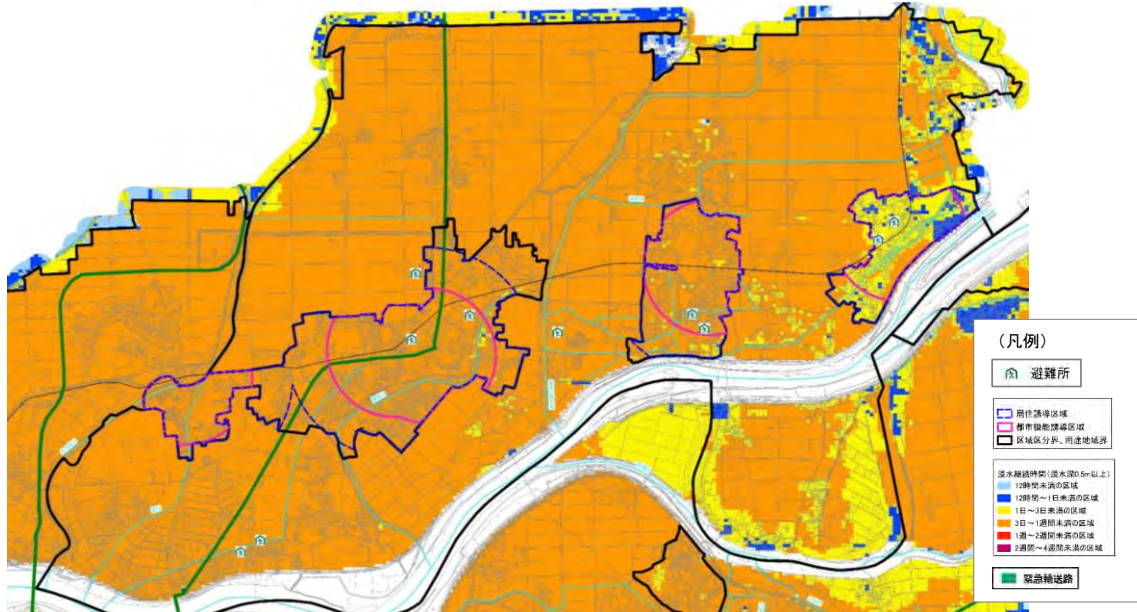 （凡例）
避難所
居住誘導区域
都市機能誘導区域
区域区分界、用途地域界
浸水継続時間（浸水深0.5m以上）
12時間未満の区域
12時間～1日未満の区域
1日～3日未満の区域
3日～1週間未満の区域
1週～2週間未満の区域
2週間～4週間未満の区域
緊急輸送路